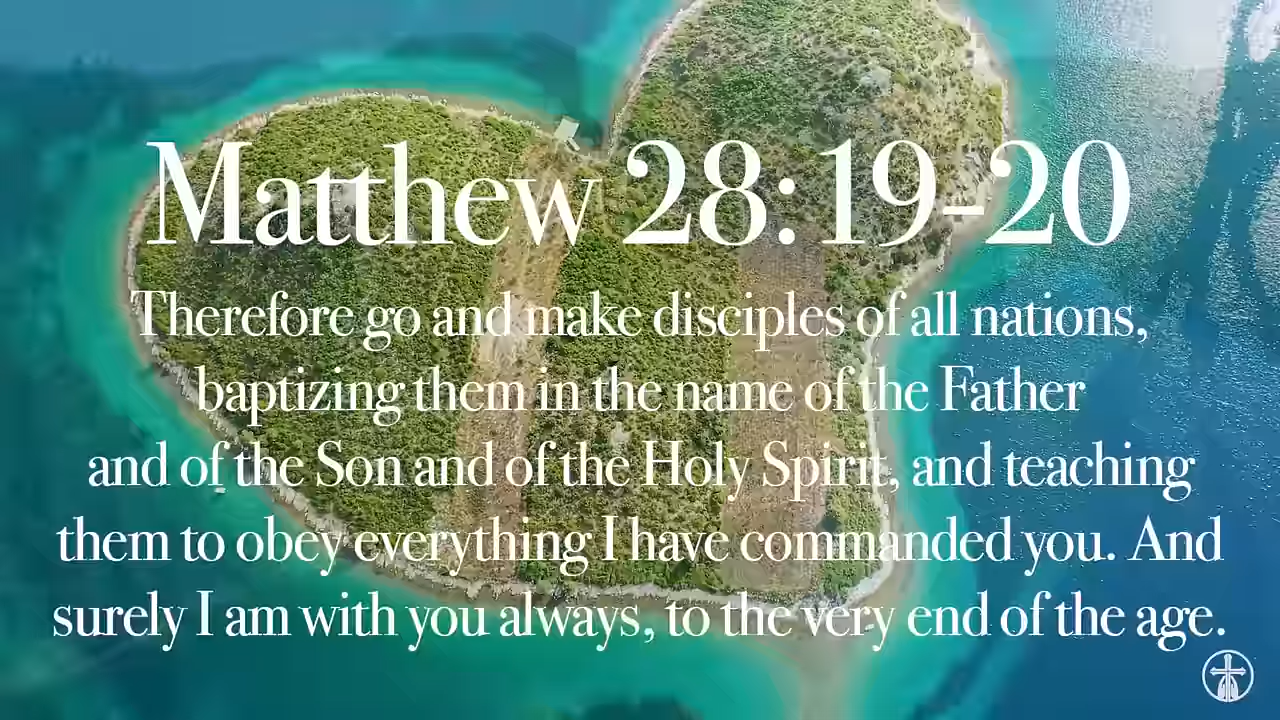 Matthew 28:19-20
Therefore go and make disciples of all nations,
baptizing them in the name of the Father
and of the Son and of the Holy Spirit, and teaching
them to obey everything I have commanded you. And
surely I am with you always, to the very end of the age.